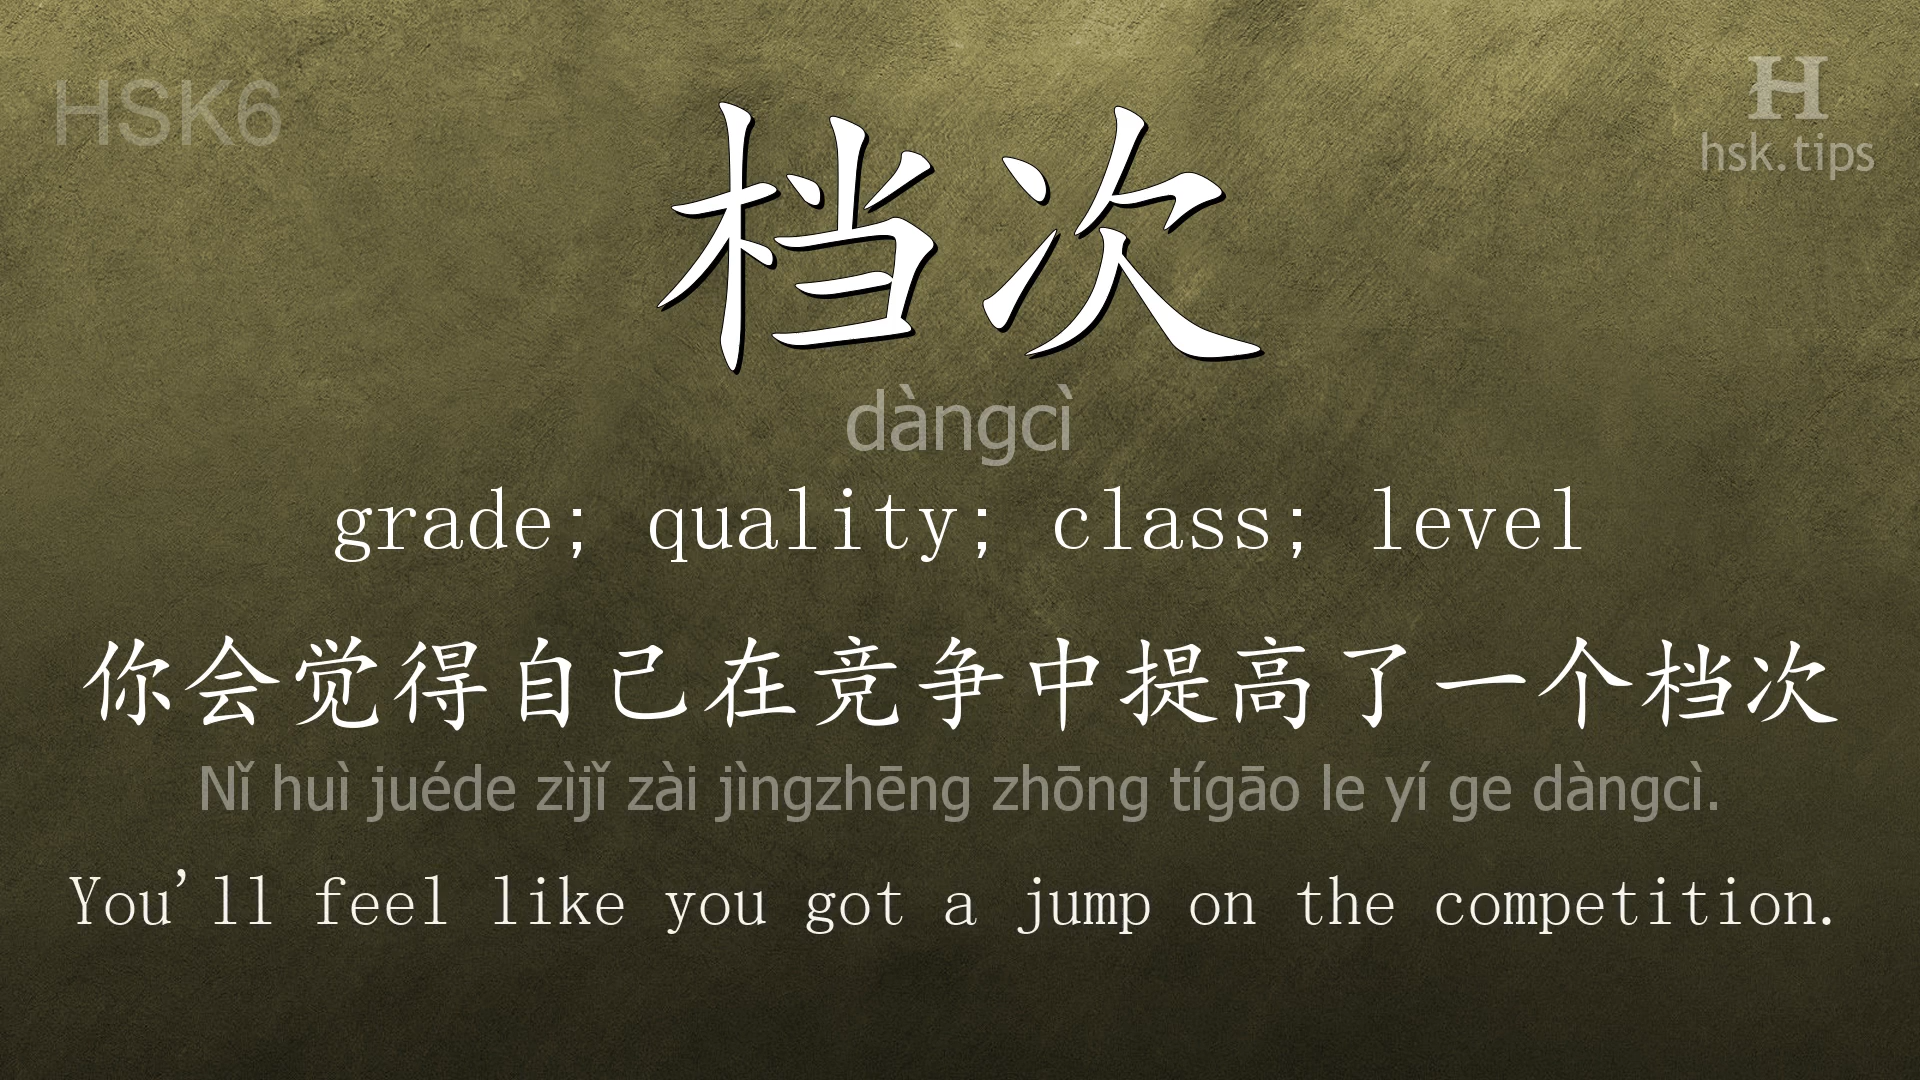 HSK6
H
hsk.tips
档次
dàngcì
grade; quality; class; level
你会觉得自己在竞争中提高了一个档次
Nǐ huì juéde zìjǐ zài jìngzhēng zhōng tígāo le yí ge dàngcì.
You'll feel like you got a jump on the competition.